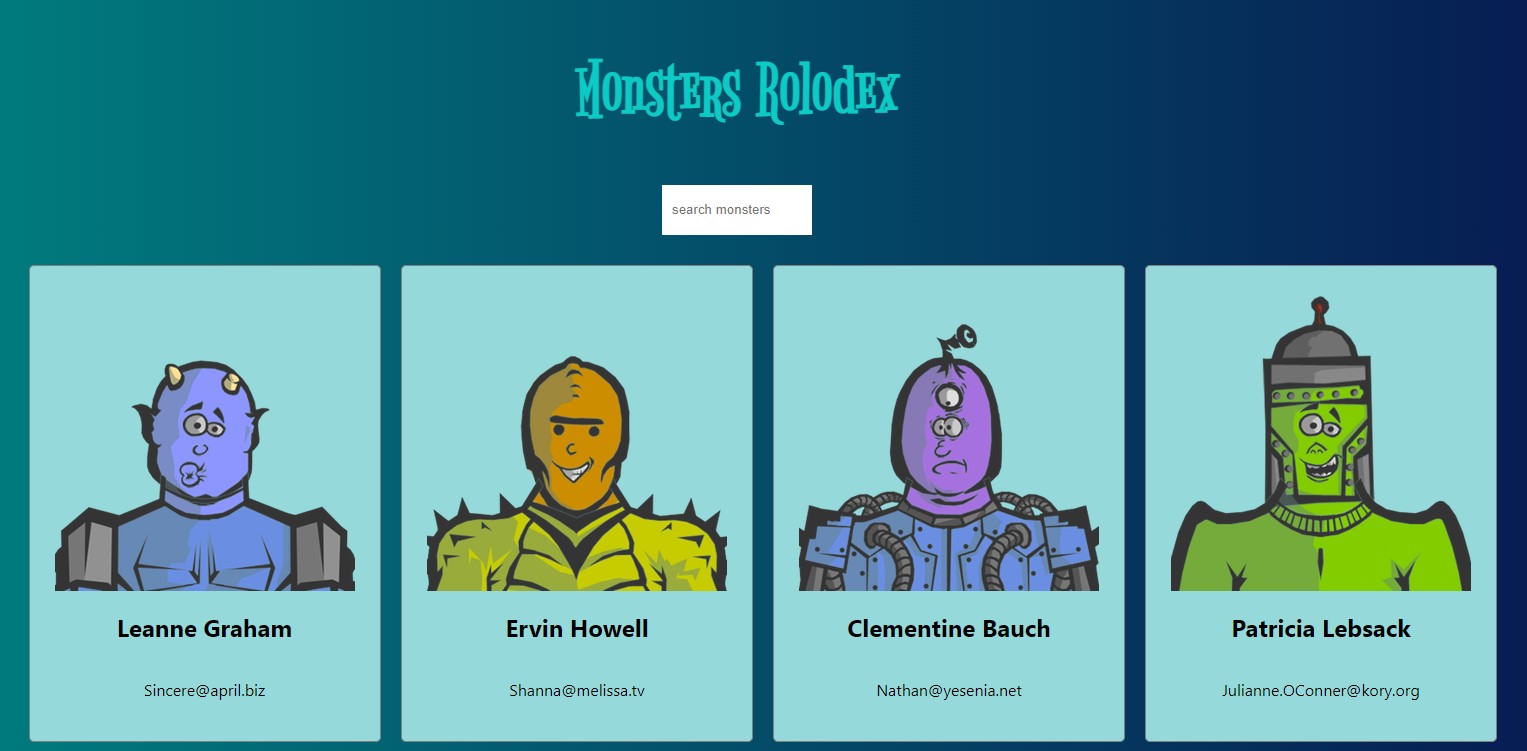 Monsters Rolodex
search monsters
Leanne Graham
Sincere@april.biz
Ervin Howell
Shanna@melissa.tv
Clementine Bauch
Nathan@yesenia.net
Patricia Lebsack
Julianne.OConner@kory.org